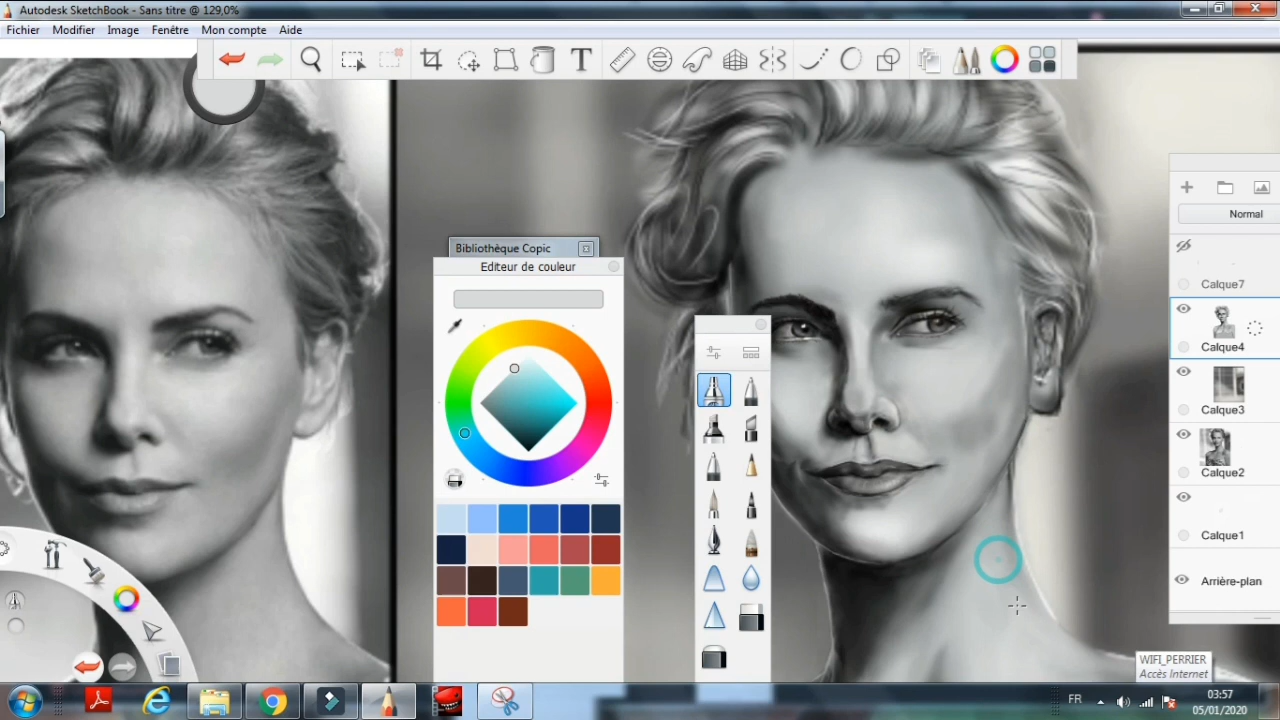 Autodesk SketchBook - Sans titre @ 129,0%
Fichier Modifier Image Fenêtre Mon compte Aide
T
Normal
Bibliothèque Copic
Editeur de couleur
Calque7
Calque4
Calque3
Calque2
Calque1
Arrière-plan
WIFI_PERRIER
Accès Internet
FR
03:57
05/01/2020